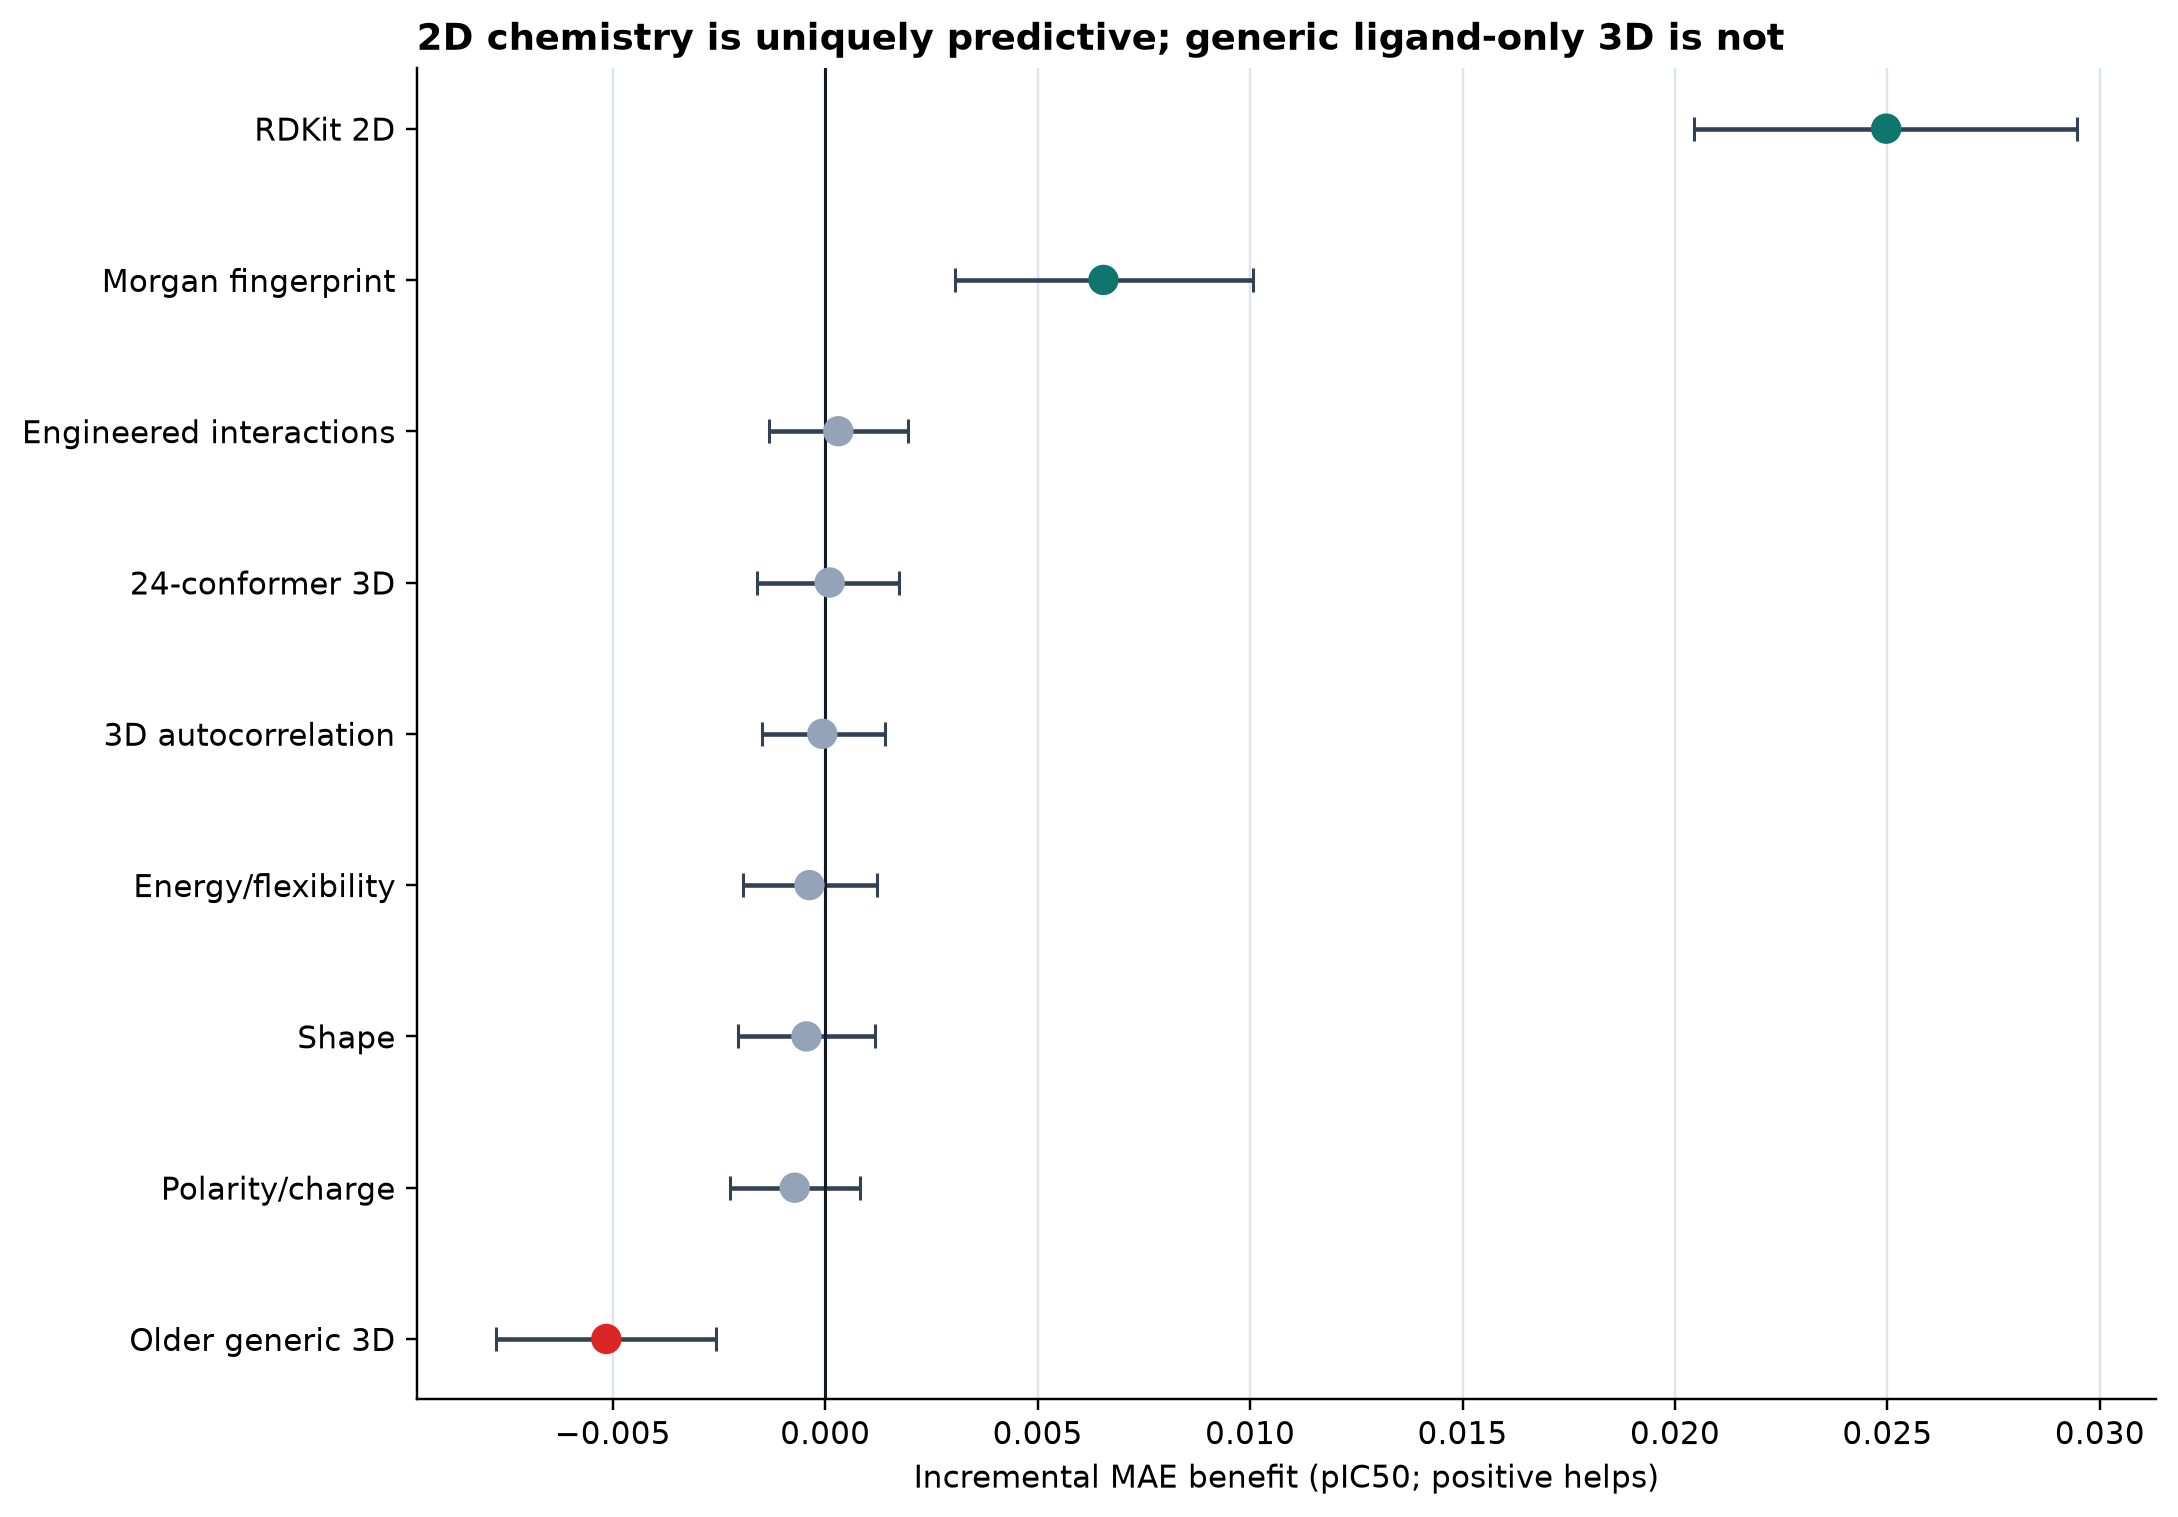 2D chemistry is uniquely predictive; generic ligand-only 3D is not
RDKit 2D
Morgan fingerprint
Engineered interactions
24-conformer 3D
3D autocorrelation
Energy/flexibility
Shape
Polarity/charge
Older generic 3D
−0.005 0.000 0.005 0.010 0.015 0.020 0.025 0.030
Incremental MAE benefit (pIC50; positive helps)